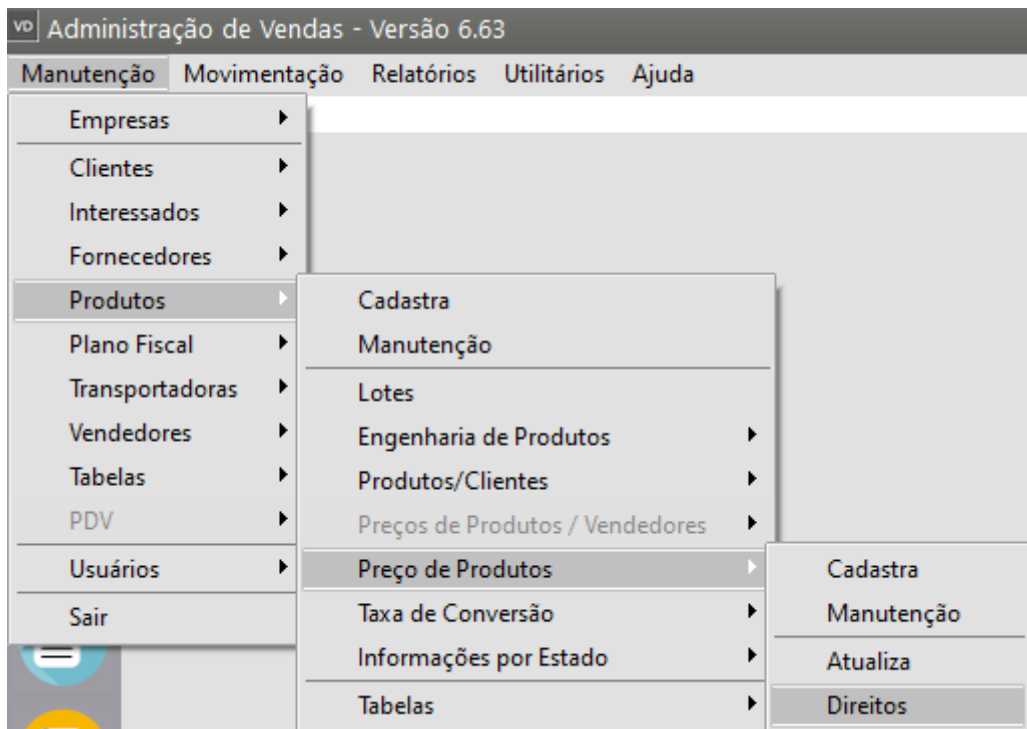 VD Administração de Vendas - Versão 6.63
Manutenção Movimentação Relatórios Utilitários Ajuda
Empresas
Clientes
Interessados
Fornecedores
Produtos
Plano Fiscal
Transportadoras
Vendedores
Tabelas
PDV
Usuários
Sair
Cadastra
Manutenção
Lotes
Engenharia de Produtos
Produtos/Clientes
Preços de Produtos / Vendedores
Preço de Produtos
Taxa de Conversão
Informações por Estado
Tabelas
Cadastra
Manutenção
Atualiza
Direitos